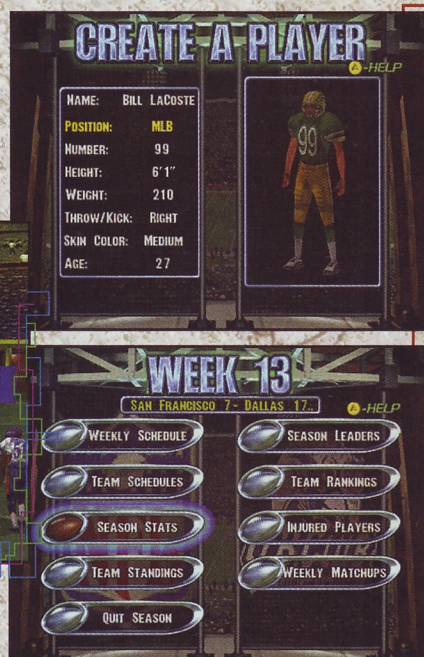 CREATE A PLAYER
A-HELP
NAME: BILL LACOSTE
POSITION: MLB
NUMBER: 99
HEIGHT: 6'1"
WEIGHT: 210
THROW/KICK: RIGHT
SKIN COLOR: MEDIUM
AGE: 27
99
WEEK 13
SAN FRANCISCO 7- DALLAS 17..
A-HELP
WEEKLY SCHEDULE
SEASON LEADERS
TEAM SCHEDULES
TEAM RANKINGS
SEASON STATS
INJURED PLAYERS
TEAM STANDINGS
WEEKLY MATCHUPS
QUIT SEASON